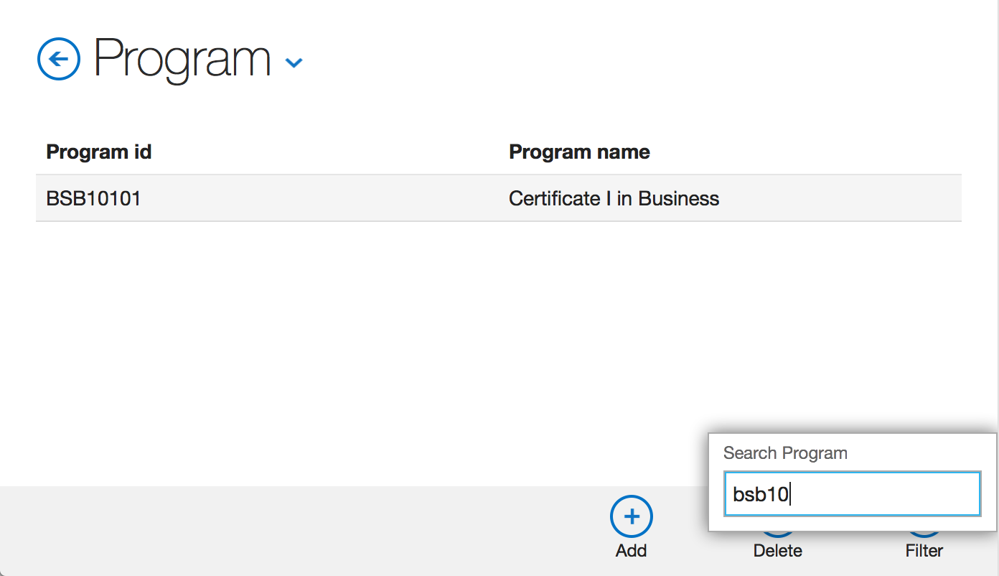 Program
Program id Program name
BSB10101 Certificate I in Business
Search Program
bsb10
Add Delete Filter